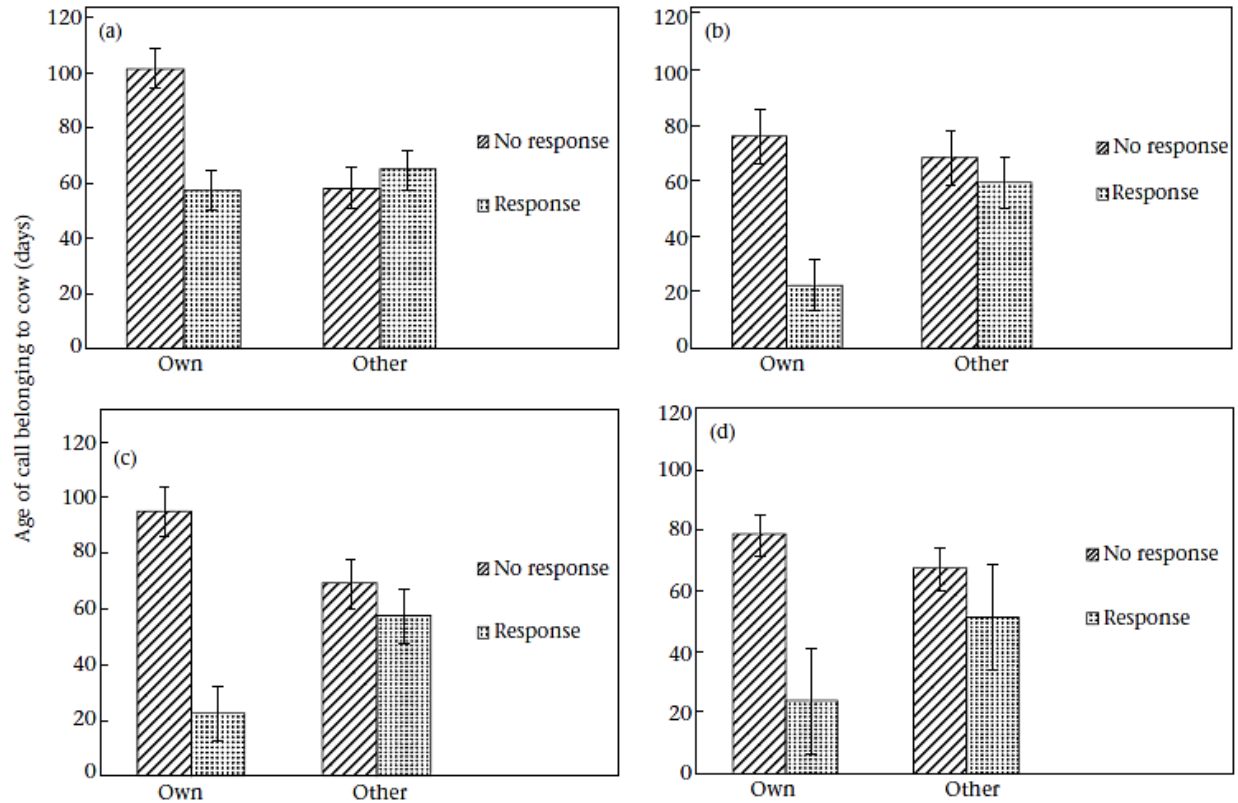 Age of call belonging to cow (days)
(a)
120
100
80
60
40
20
0
Own
Other
No response
Response
(b)
120
100
80
60
40
20
0
Own
Other
No response
Response
(c)
120
100
80
60
40
20
0
Own
Other
No response
Response
(d)
120
100
80
60
40
20
0
Own
Other
No response
Response